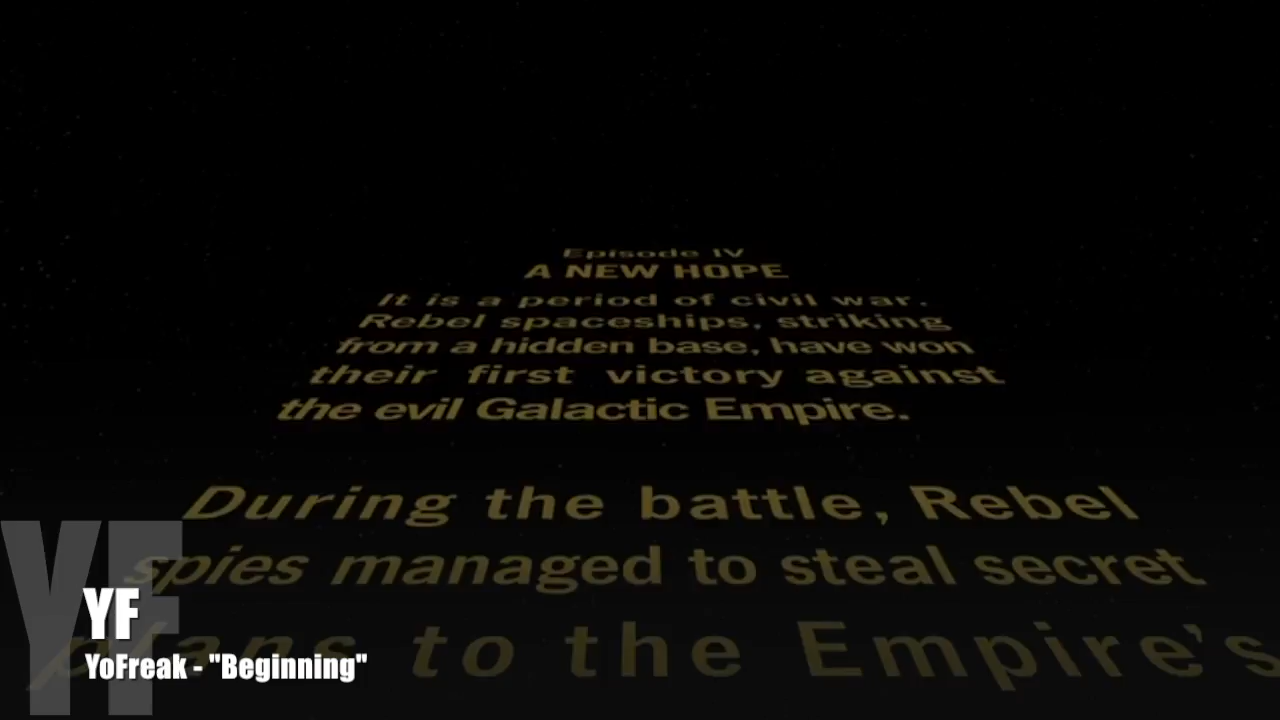 Episode IV
A NEW HOPE
It is a period of civil war.
Rebel spaceships, striking
from a hidden base, have won
their first victory against
the evil Galactic Empire.
During the battle, Rebel
spies managed to steal secret
plans to the Empire's
YF
YF
YoFreak - "Beginning"